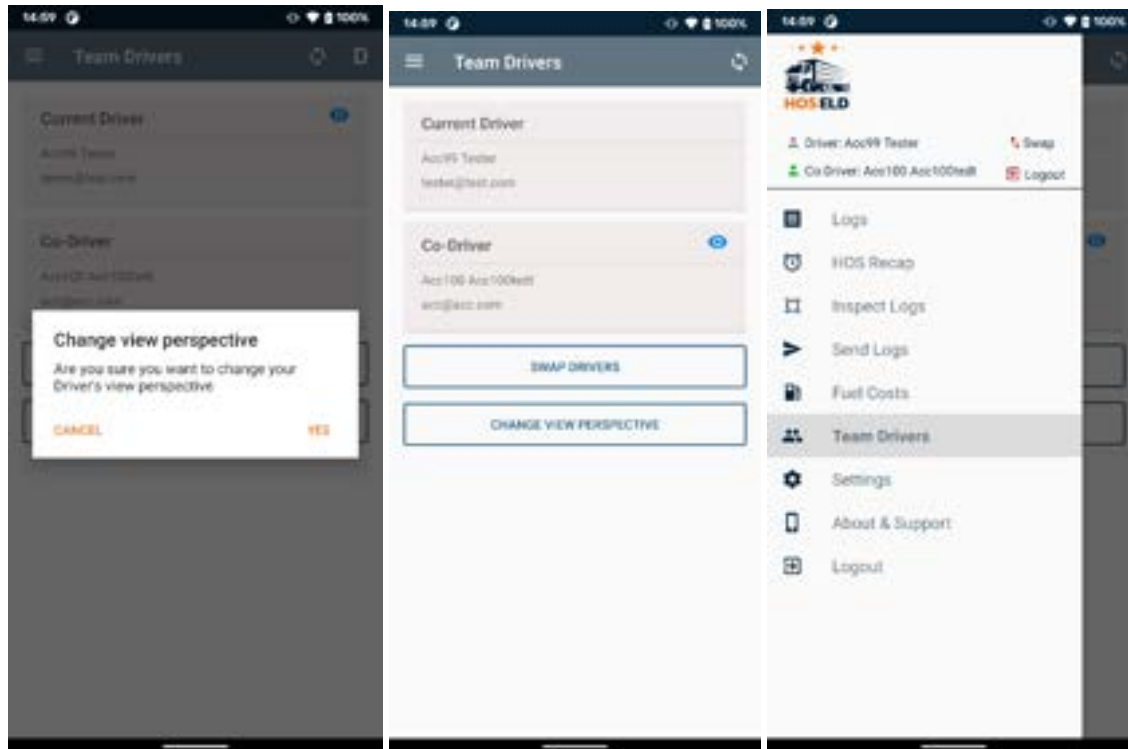 14:59
100%
Team Drivers
D
Current Driver
Acc99 Tester
Co-Driver
Change view perspective
Are you sure you want to change your
Driver's view perspective
CANCEL YES
14:59
100%
Team Drivers
Current Driver
Acc99 Tester
tester@test.com
Co-Driver
Acc100 Acc100tedt
acc@acc.com
SWAP DRIVERS
CHANGE VIEW PERSPECTIVE
14:59
100%
HOS ELD
Driver: Acc99 Tester Swap
Co Driver: Acc100 Acc100tedt Logout
Logs
HOS Recap
Inspect Logs
Send Logs
Fuel Costs
Team Drivers
Settings
About & Support
Logout